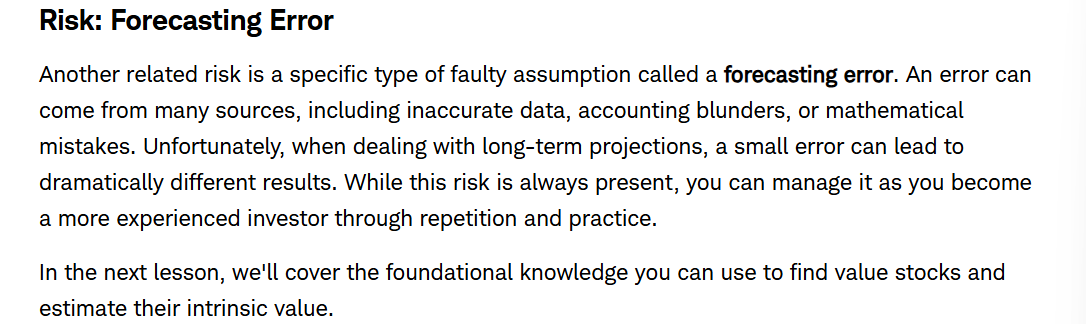 Risk: Forecasting Error
Another related risk is a specific type of faulty assumption called a forecasting error. An error can
come from many sources, including inaccurate data, accounting blunders, or mathematical
mistakes. Unfortunately, when dealing with long-term projections, a small error can lead to
dramatically different results. While this risk is always present, you can manage it as you become
a more experienced investor through repetition and practice.
In the next lesson, we'll cover the foundational knowledge you can use to find value stocks and
estimate their intrinsic value.